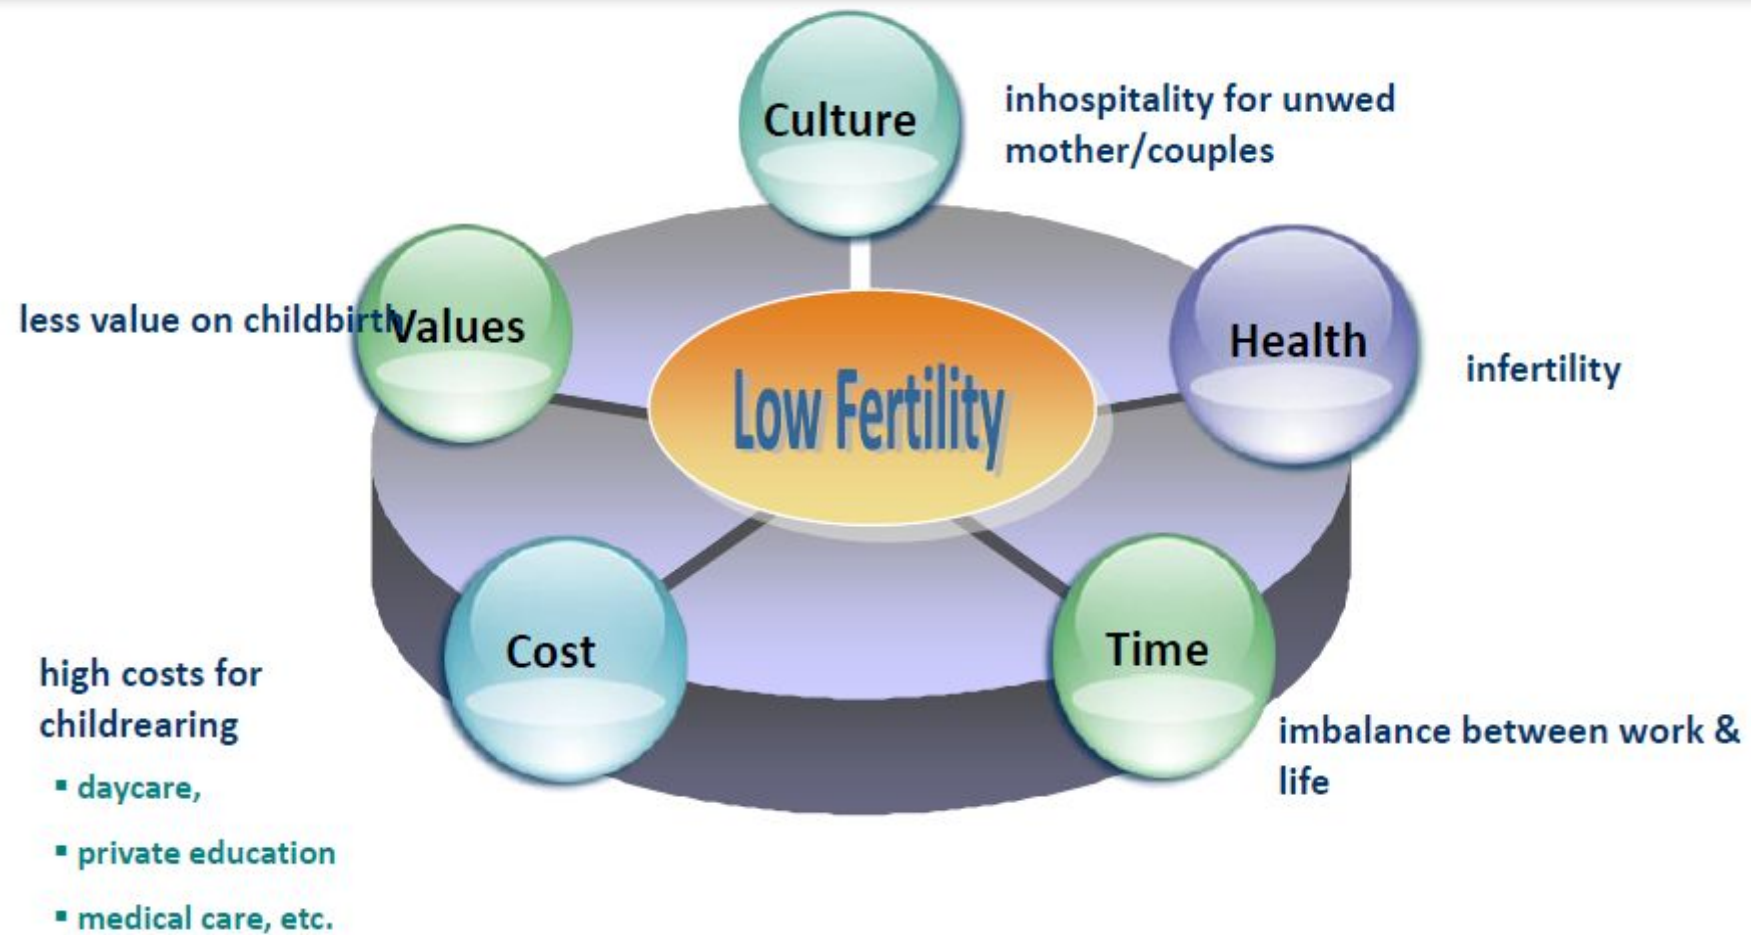 Culture
inhospitality for unwed
mother/couples
less value on childbirth
Values
Health
infertility
Low Fertility
Cost
Time
high costs for
childrearing
▪ daycare,
▪ private education
▪ medical care, etc.
imbalance between work &
life